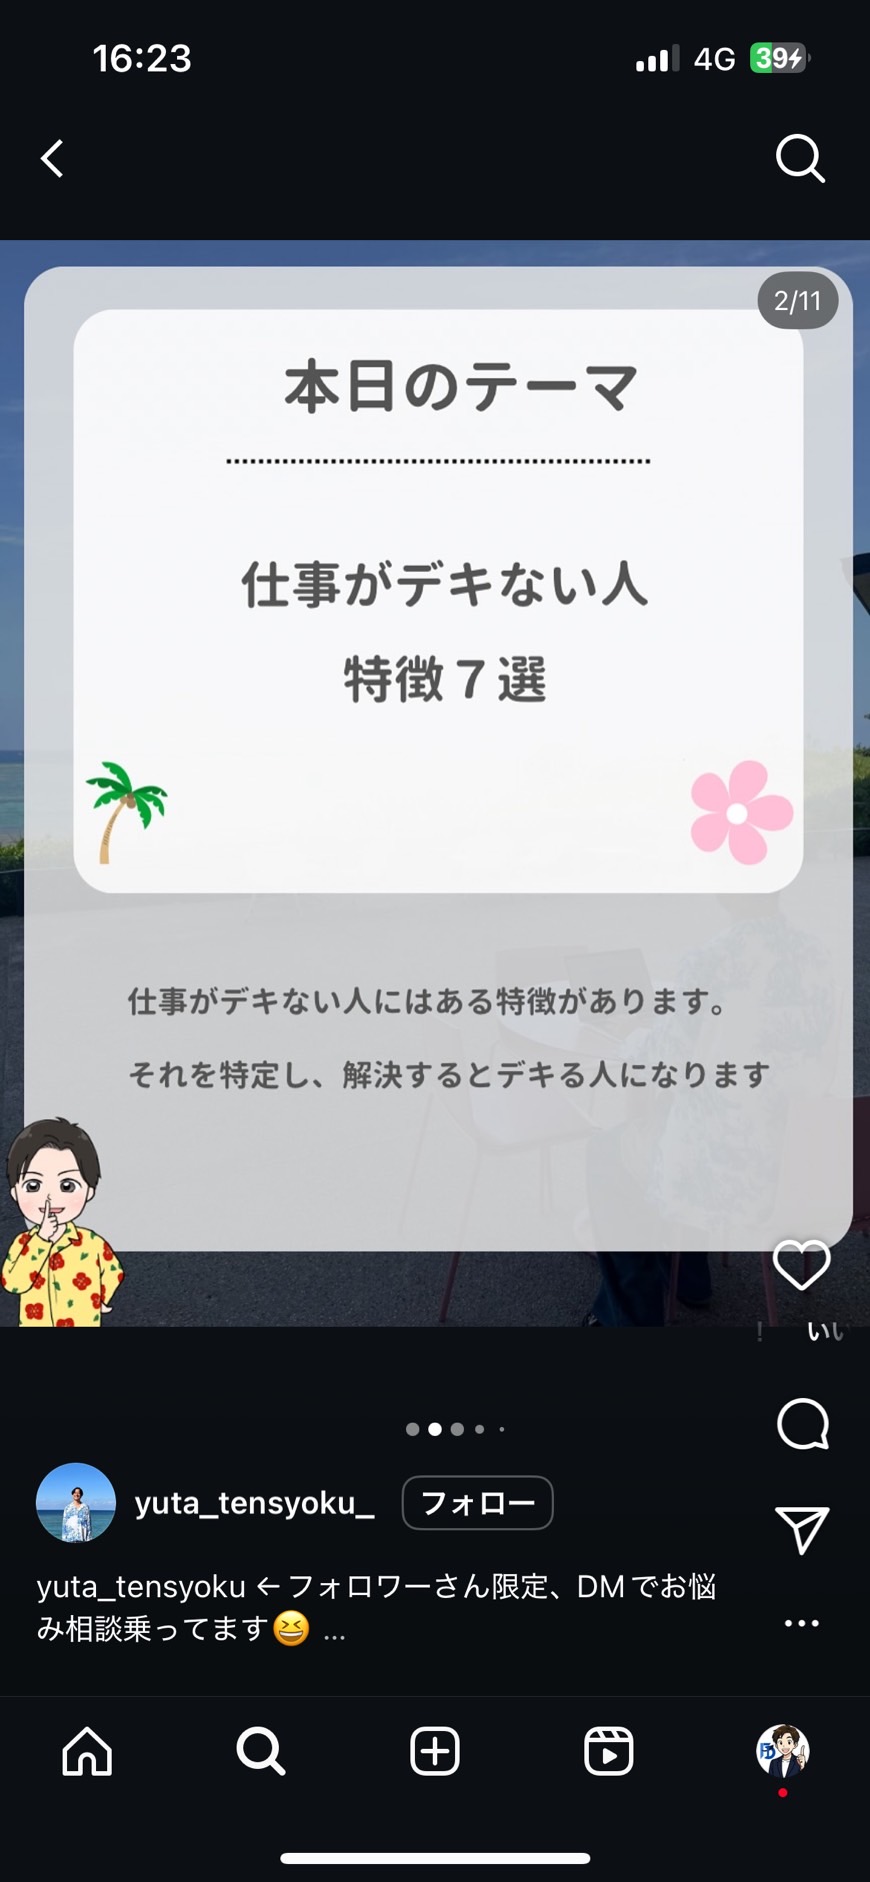 16:23
4G
39
2/11
本日のテーマ
仕事がデキない人
特徴７選
仕事がデキない人にはある特徴があります。
それを特定し、解決するとデキる人になります
！ いい
yuta_tensyoku_
フォロー
yuta_tensyoku ← フォロワーさん限定、DMでお悩
み相談乗ってます😆 ...